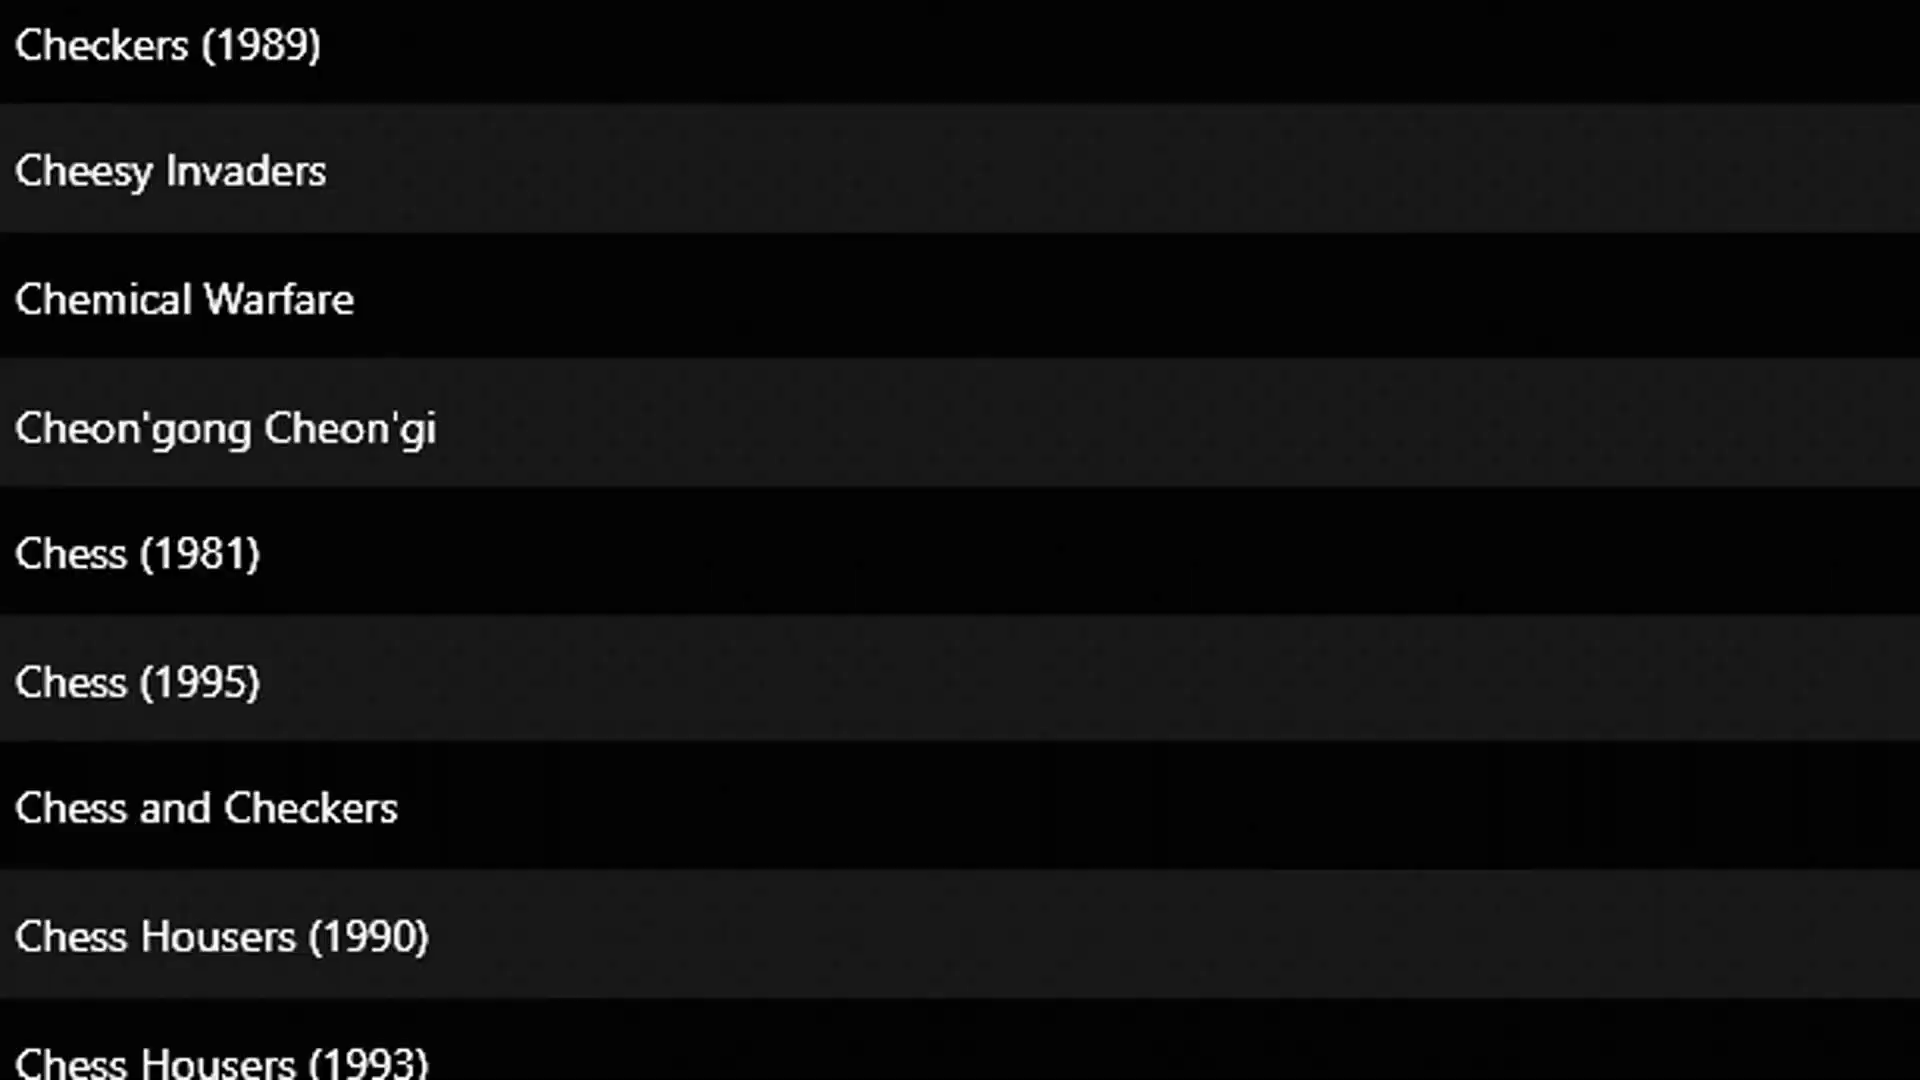 Checkers (1989)
Cheesy Invaders
Chemical Warfare
Cheon'gong Cheon'gi
Chess (1981)
Chess (1995)
Chess and Checkers
Chess Housers (1990)
Chess Housers (1993)